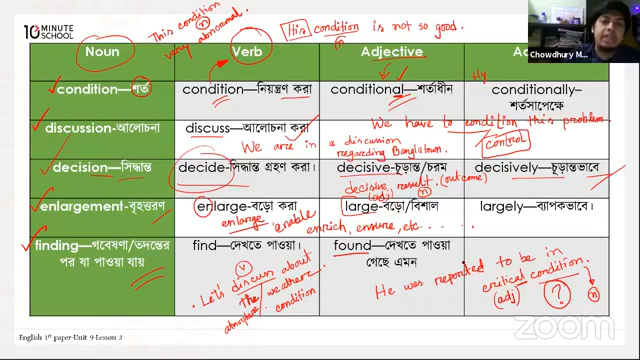 10 MINUTE SCHOOL
This condition (n) very abnormal.
His condition is not so good.
(n)
Chowdhury M...
Noun Verb Adjective
condition—শর্ত condition—নিয়ন্ত্রণ করা conditional—শর্তাধীন conditionally–শর্তসাপেক্ষে
discussion-আলোচনা discuss—আলোচনা করা
We have to condition this problem
control
We are in a discussion regarding Bangladesh.
decision—সিদ্ধান্ত decide-সিদ্ধান্ত গ্রহণ করা। decisive-চূড়ান্ত/চরম decisively—চূড়ান্তভাবে
decisive result (outcome)
(adj) (n)
enlargement-বৃহত্তরণ enlarge—বড়ো করা large-বড়ো/বিশাল largely—ব্যাপকভাবে।
enlarge enable enrich, ensure, etc.
finding—গবেষণা/তদন্তের পর যা পাওয়া যায় find—দেখতে পাওয়া। found—দেখতে পাওয়া গেছে এমন
(v)
Let's discuss about the weather condition
atmosphere
He was reported to be in critical condition.
(adj) ? (n)
English 1st paper-Unit 9-Lesson 2
zoom